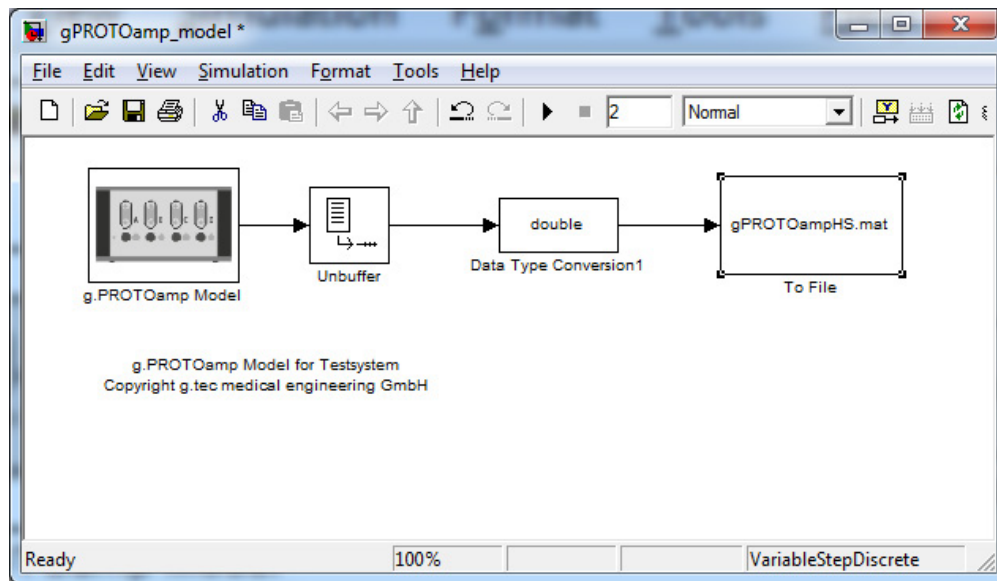 gPROTOamp_model *
File Edit View Simulation Format Tools Help
2 Normal
double
gPROTOampHS.mat
Unbuffer
Data Type Conversion1
To File
g.PROTOamp Model
g.PROTOamp Model for Testsystem
Copyright g.tec medical engineering GmbH
Ready 100% VariableStepDiscrete